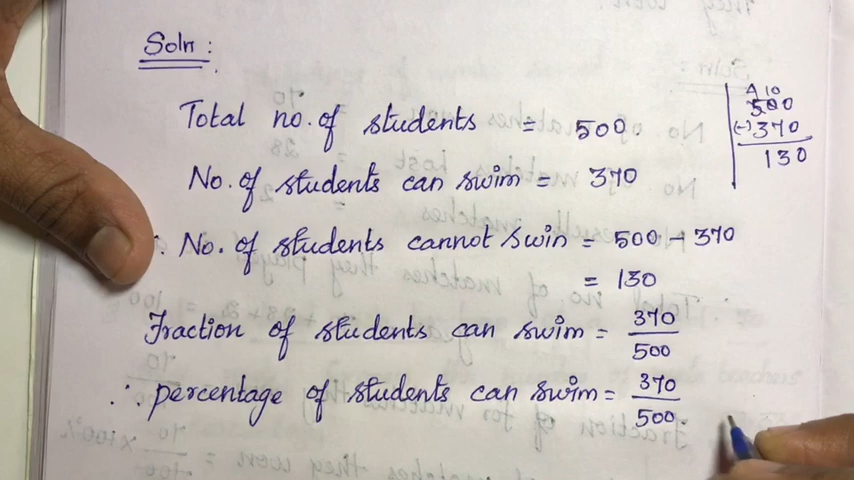 Soln :
Total no. of students = 500.
No. of students can swim = 370
∴ No. of students cannot swin = 500 - 370
= 130
Fraction of students can swim = 370/500
∴ percentage of students can swim = 370/500
4 10
500
(-) 370
130